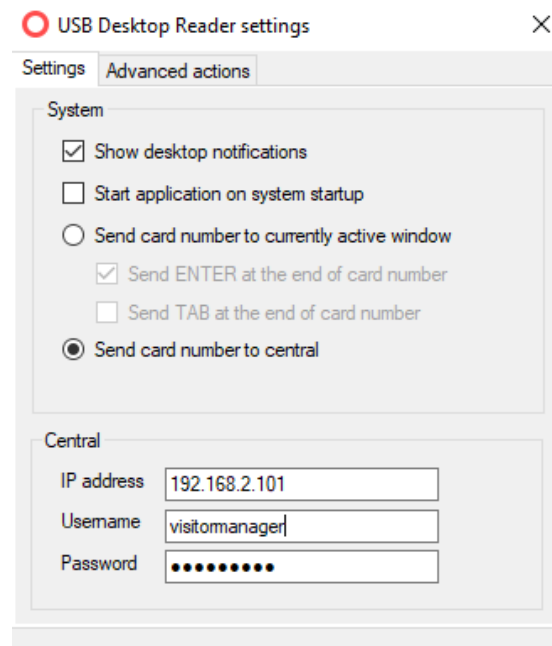 USB Desktop Reader settings
Settings Advanced actions
System
Show desktop notifications
Start application on system startup
Send card number to currently active window
Send ENTER at the end of card number
Send TAB at the end of card number
Send card number to central
Central
IP address 192.168.2.101
Username visitormanager
Password •••••••••